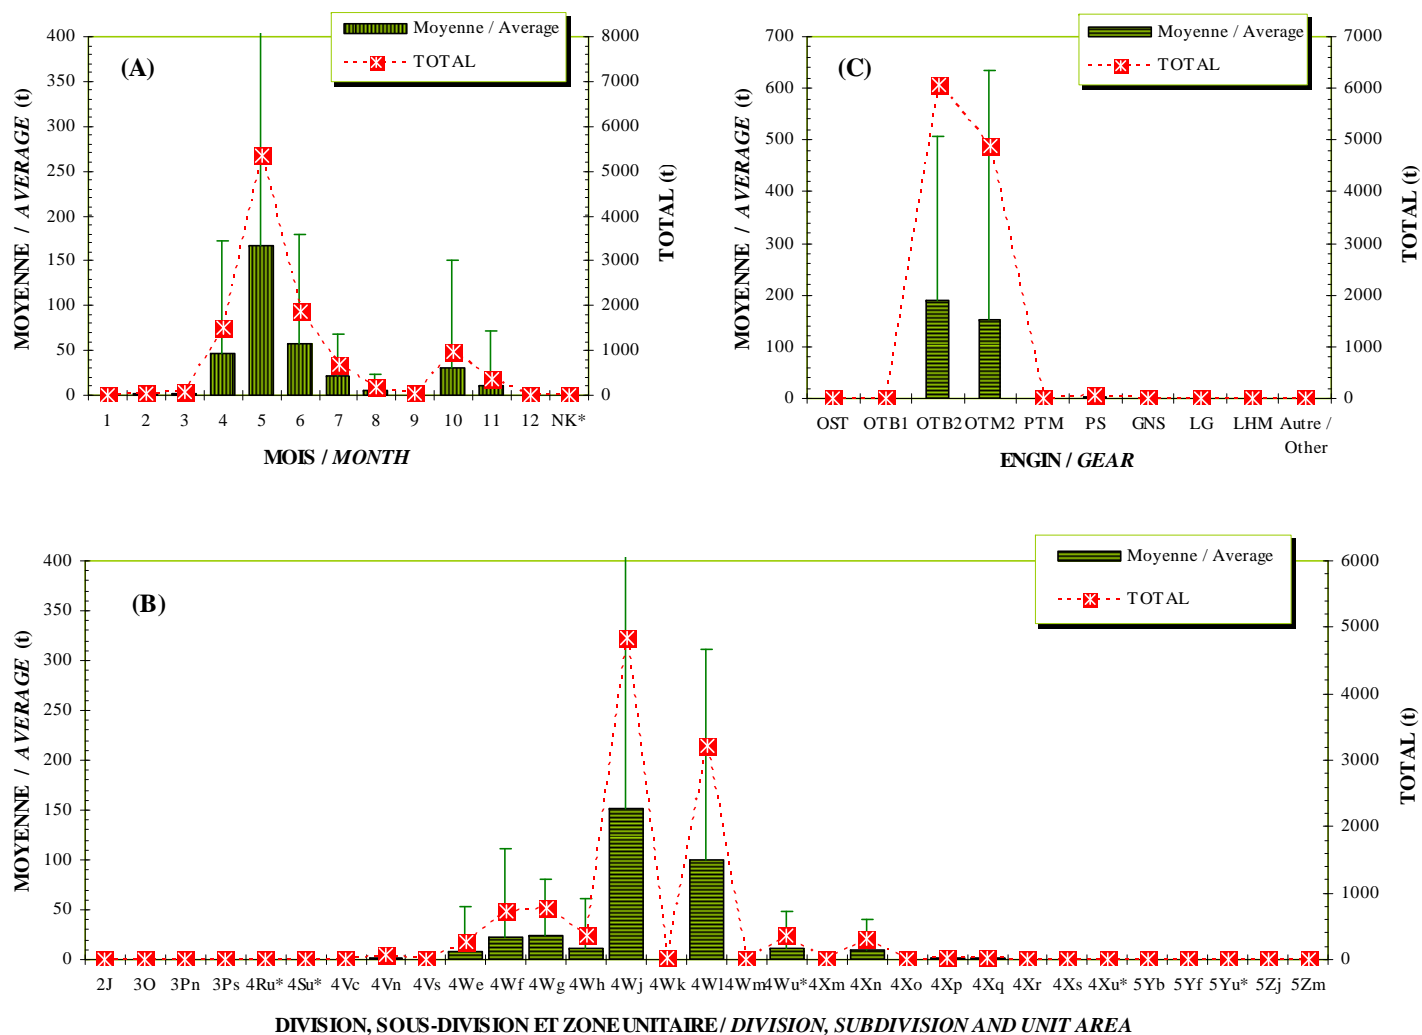 (A)
Moyenne / Average
TOTAL
MOYENNE / AVERAGE (t)
400
350
300
250
200
150
100
50
0
8000
7000
6000
5000
4000
3000
2000
1000
0
TOTAL (t)
1 2 3 4 5 6 7 8 9 10 11 12 NK*
MOIS / MONTH
(C)
Moyenne / Average
TOTAL
MOYENNE / AVERAGE (t)
700
600
500
400
300
200
100
0
7000
6000
5000
4000
3000
2000
1000
0
TOTAL (t)
OST OTB1 OTB2 OTM2 PTM PS GNS LG LHM Autre /
Other
ENGIN / GEAR
(B)
Moyenne / Average
TOTAL
MOYENNE / AVERAGE (t)
400
350
300
250
200
150
100
50
0
6000
5000
4000
3000
2000
1000
0
TOTAL (t)
2J 3O 3Pn 3Ps 4Ru* 4Su* 4Vc 4Vn 4Vs 4We 4Wf 4Wg 4Wh 4Wj 4Wk 4Wl 4Wm 4Wu* 4Xm 4Xn 4Xo 4Xp 4Xq 4Xr 4Xs 4Xu* 5Yb 5Yf 5Yu* 5Zj 5Zm
DIVISION, SOUS-DIVISION ET ZONE UNITAIRE / DIVISION, SUBDIVISION AND UNIT AREA